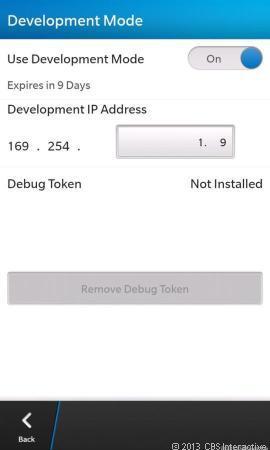 Development Mode
Use Development Mode On
Expires in 9 Days
Development IP Address
169 . 254 . 1. 9
Debug Token Not Installed
Remove Debug Token
Back
© 2013 CBS Interactive